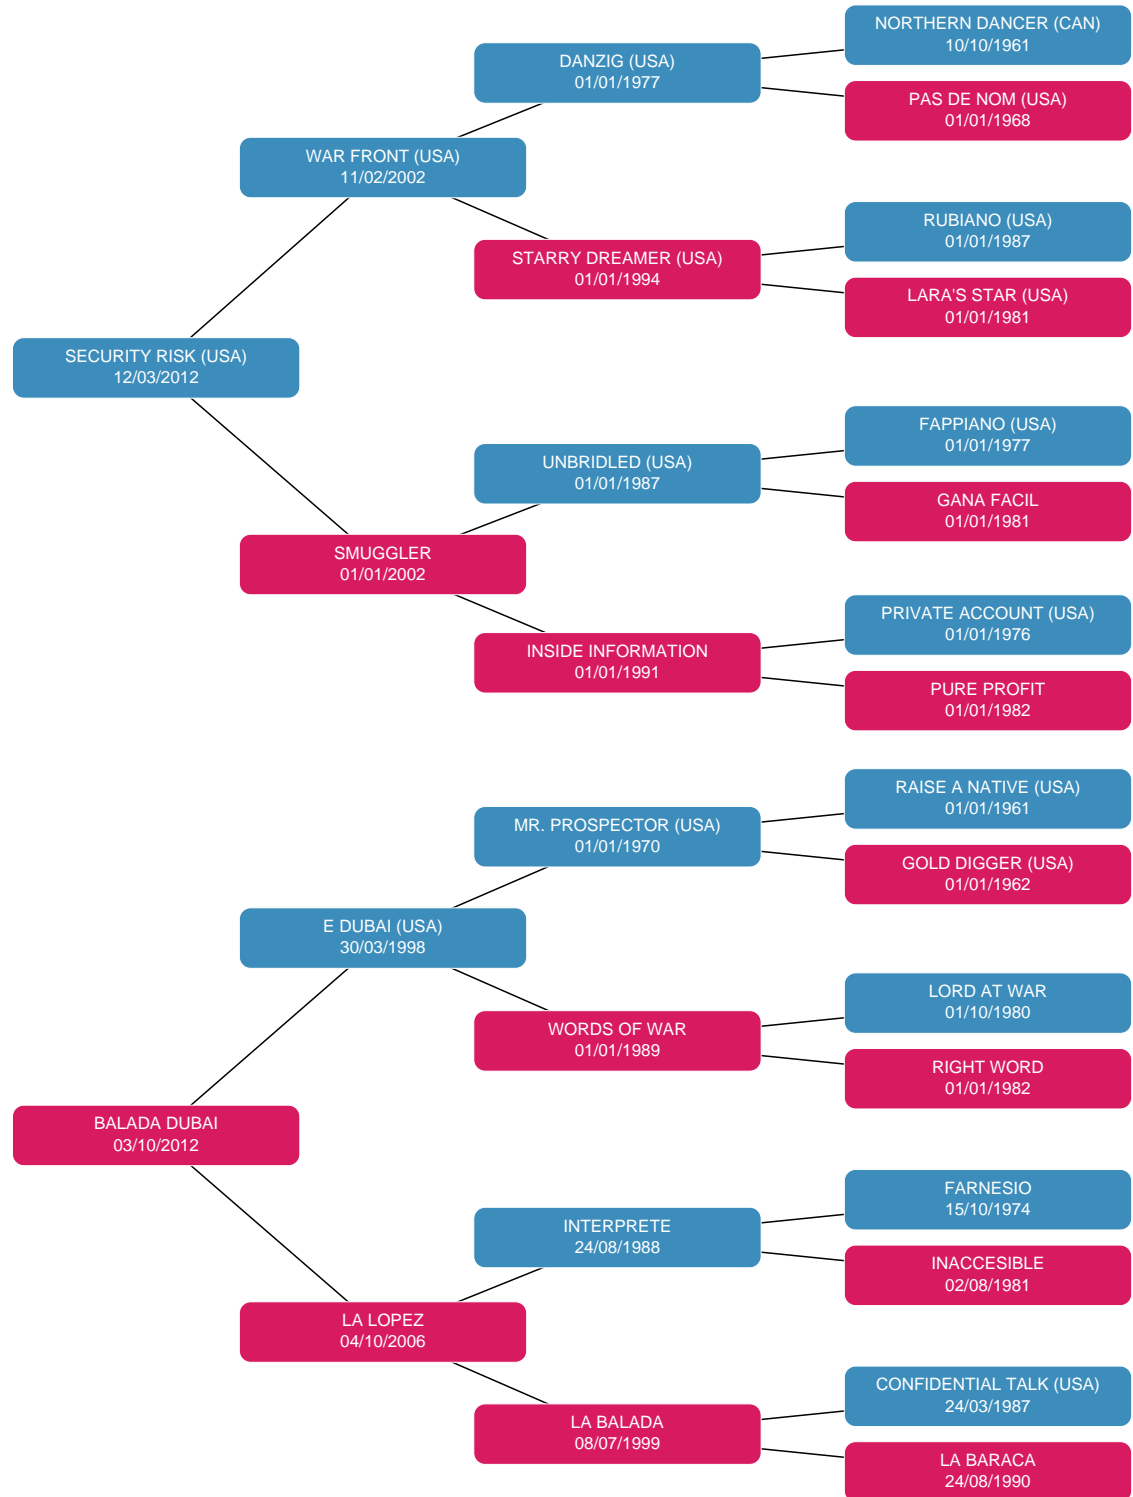 NORTHERN DANCER (CAN)
10/10/1961
DANZIG (USA)
01/01/1977
PAS DE NOM (USA)
01/01/1968
WAR FRONT (USA)
11/02/2002
RUBIANO (USA)
01/01/1987
STARRY DREAMER (USA)
01/01/1994
LARA'S STAR (USA)
01/01/1981
SECURITY RISK (USA)
12/03/2012
FAPPIANO (USA)
01/01/1977
UNBRIDLED (USA)
01/01/1987
GANA FACIL
01/01/1981
SMUGGLER
01/01/2002
PRIVATE ACCOUNT (USA)
01/01/1976
INSIDE INFORMATION
01/01/1991
PURE PROFIT
01/01/1982
RAISE A NATIVE (USA)
01/01/1961
MR. PROSPECTOR (USA)
01/01/1970
GOLD DIGGER (USA)
01/01/1962
E DUBAI (USA)
30/03/1998
LORD AT WAR
01/10/1980
WORDS OF WAR
01/01/1989
RIGHT WORD
01/01/1982
BALADA DUBAI
03/10/2012
FARNESIO
15/10/1974
INTERPRETE
24/08/1988
INACCESIBLE
02/08/1981
LA LOPEZ
04/10/2006
CONFIDENTIAL TALK (USA)
24/03/1987
LA BALADA
08/07/1999
LA BARACA
24/08/1990